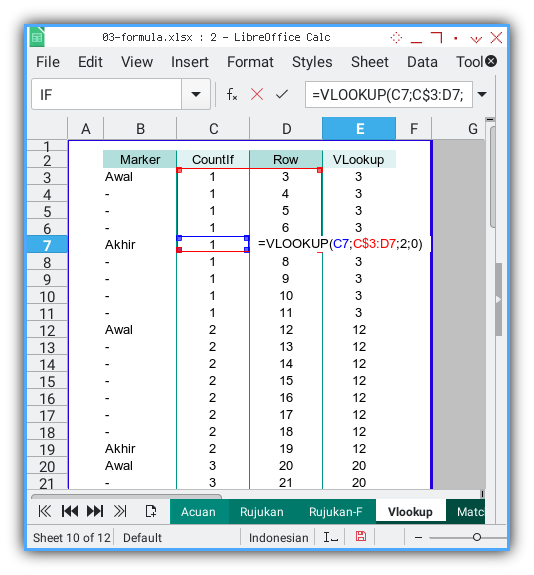 03-formula.xlsx : 2 - LibreOffice Calc
File Edit View Insert Format Styles Sheet Data Tool
IF =VLOOKUP(C7;C$3:D7;
A B C D E F G
1
2 Marker CountIf Row VLookup
3 Awal 1 3 3
4 - 1 4 3
5 - 1 5 3
6 - 1 6 3
7 Akhir 1 =VLOOKUP(C7;C$3:D7;2;0)
8 - 1 8 3
9 - 1 9 3
10 - 1 10 3
11 - 1 11 3
12 Awal 2 12 12
13 - 2 13 12
14 - 2 14 12
15 - 2 15 12
16 - 2 16 12
17 - 2 17 12
18 - 2 18 12
19 Akhir 2 19 12
20 Awal 3 20 20
21 - 3 21 20
Acuan Rujukan Rujukan-F Vlookup Matc
Sheet 10 of 12 Default Indonesian